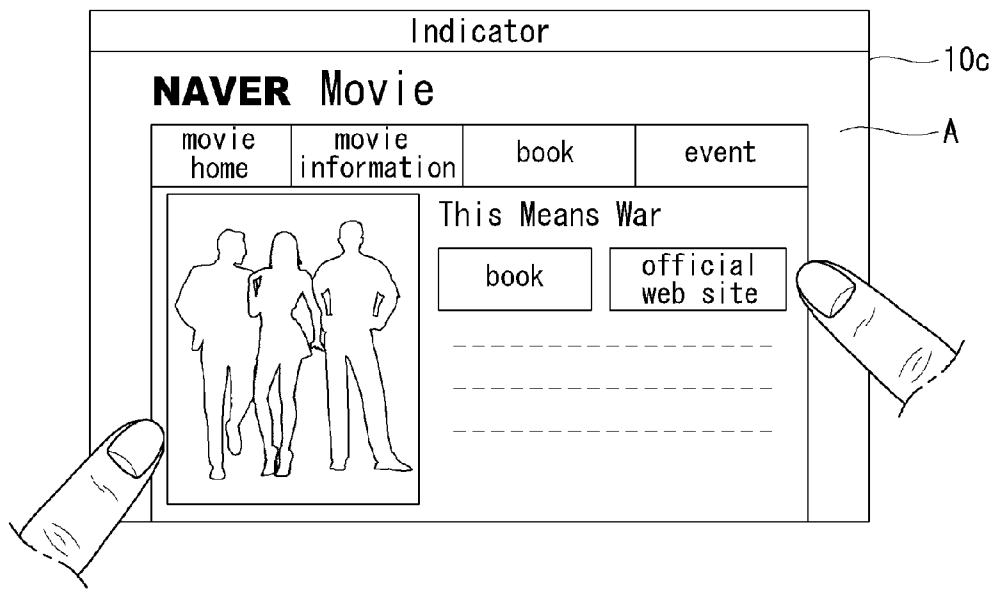 Indicator
10c
NAVER Movie
A
movie home
movie information
book
event
This Means War
book
official web site